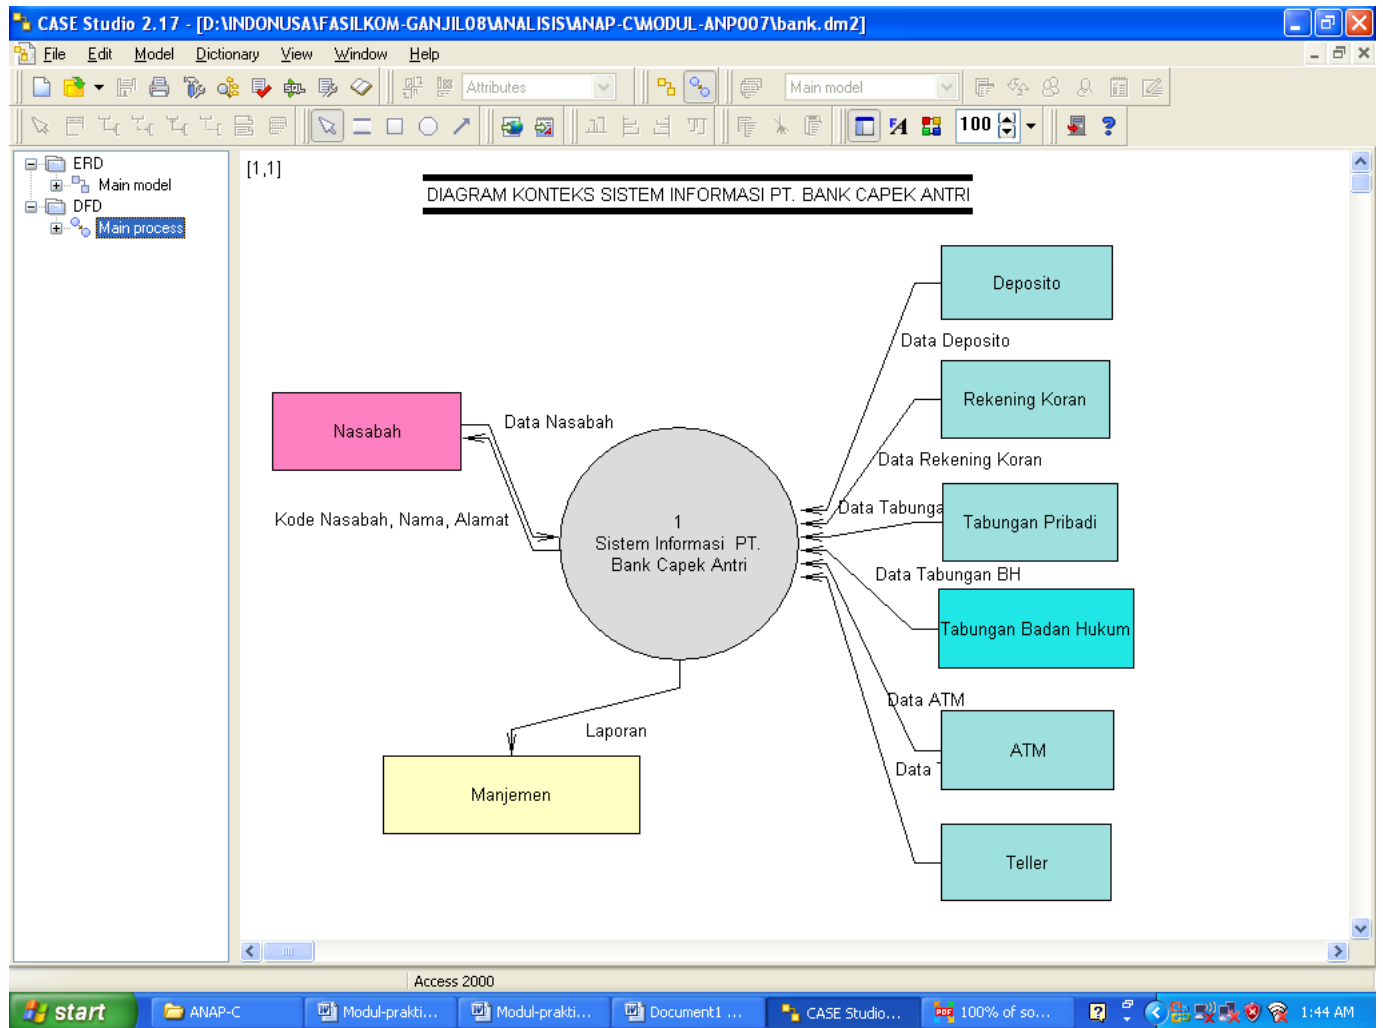 CASE Studio 2.17 - [D:\INDONUSA\FASILKOM-GANJIL08\ANALISIS\ANAP-C\MODUL-ANP007\bank.dm2]
File Edit Model Dictionary View Window Help
Attributes
Main model
100
ERD
Main model
DFD
Main process
[1,1]
DIAGRAM KONTEKS SISTEM INFORMASI PT. BANK CAPEK ANTRI
Deposito
Data Deposito
Rekening Koran
Data Rekening Koran
Nasabah
Data Nasabah
Kode Nasabah, Nama, Alamat
1
Sistem Informasi PT.
Bank Capek Antri
Data Tabunga
Tabungan Pribadi
Data Tabungan BH
Tabungan Badan Hukum
Data ATM
ATM
Data
Teller
Laporan
Manjemen
Access 2000
start ANAP-C Modul-prakti... Modul-prakti... Document1 ... CASE Studio... 100% of so... 1:44 AM